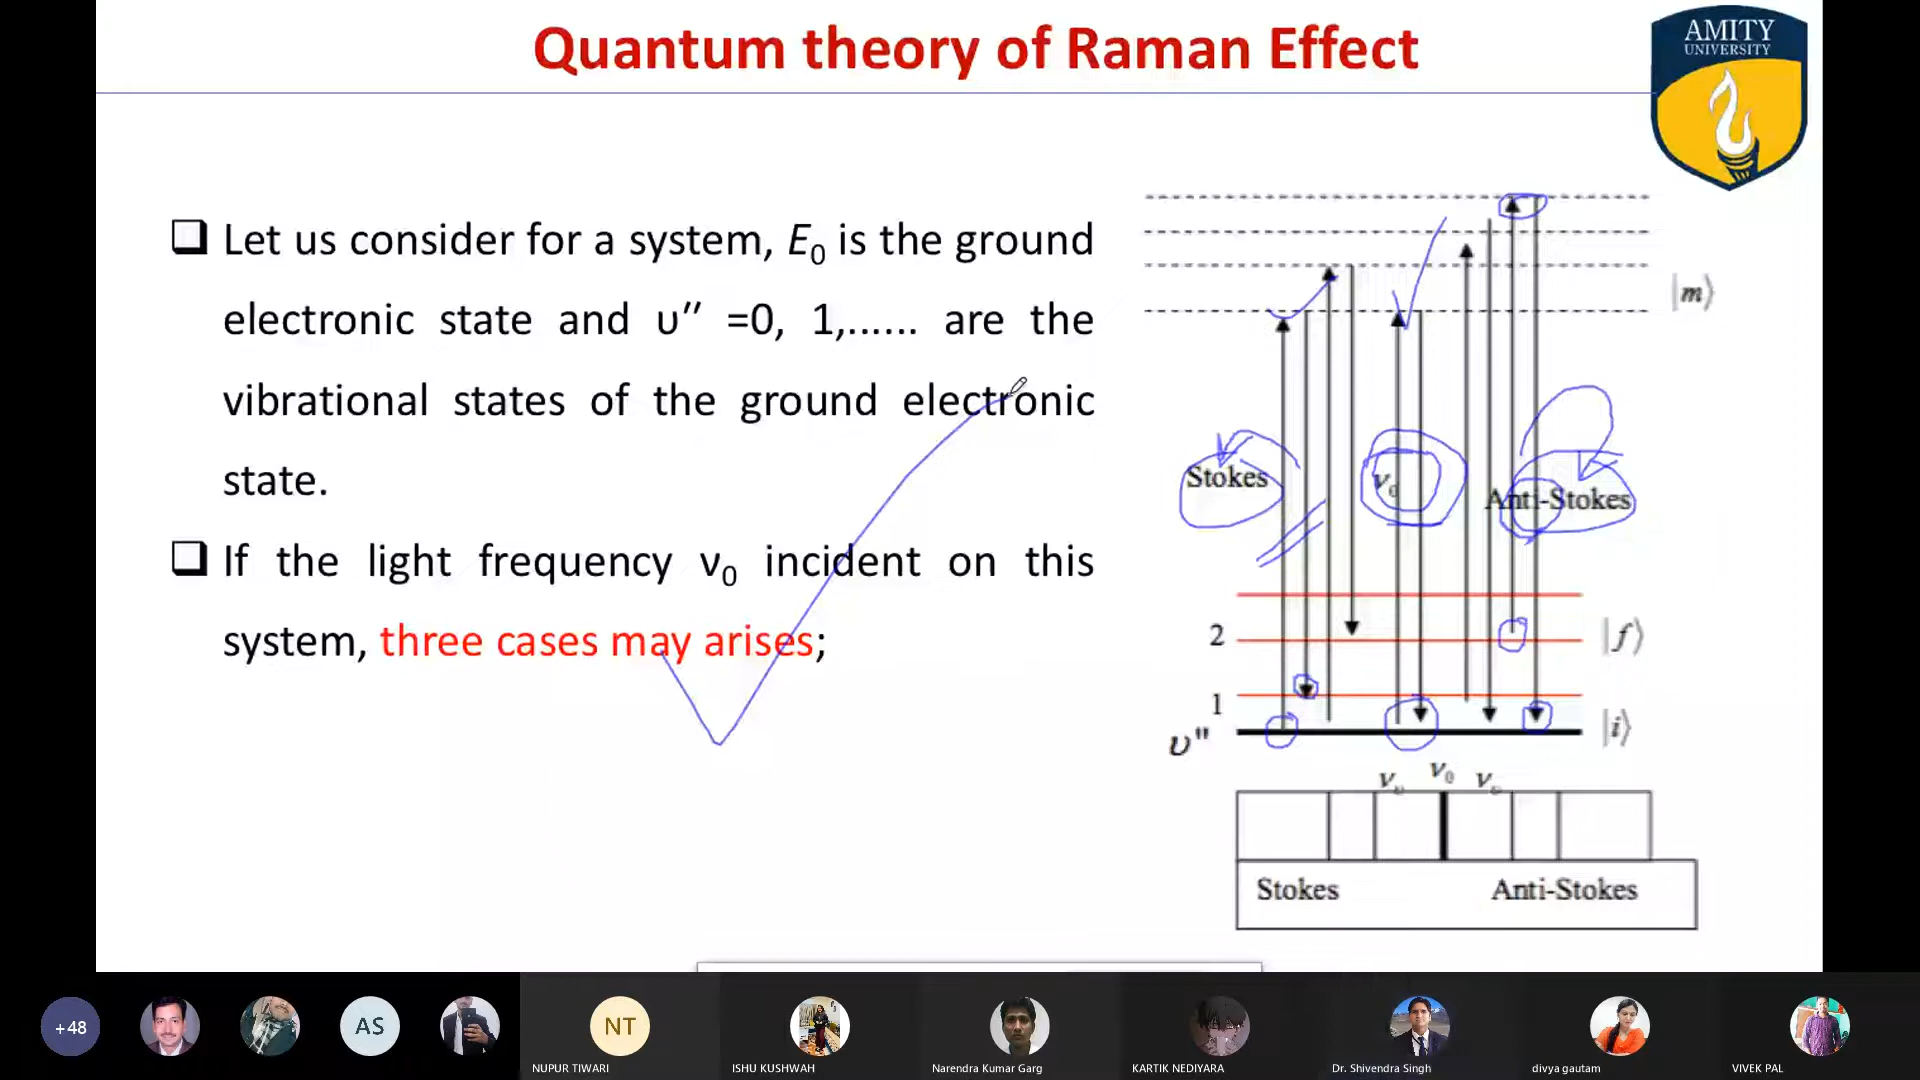 Quantum theory of Raman Effect
AMITY
UNIVERSITY
❑ Let us consider for a system, E₀ is the ground
electronic state and υ′′ =0, 1,...... are the
vibrational states of the ground electronic
state.
❑ If the light frequency ν₀ incident on this
system, three cases may arises;
|m⟩
Stokes
ν₀
Anti-Stokes
2
|f⟩
1
|i⟩
υ"
νᵥ ν₀ νᵥ
Stokes Anti-Stokes
+48
AS
NT
NUPUR TIWARI
ISHU KUSHWAH
Narendra Kumar Garg
KARTIK NEDIYARA
Dr. Shivendra Singh
divya gautam
VIVEK PAL